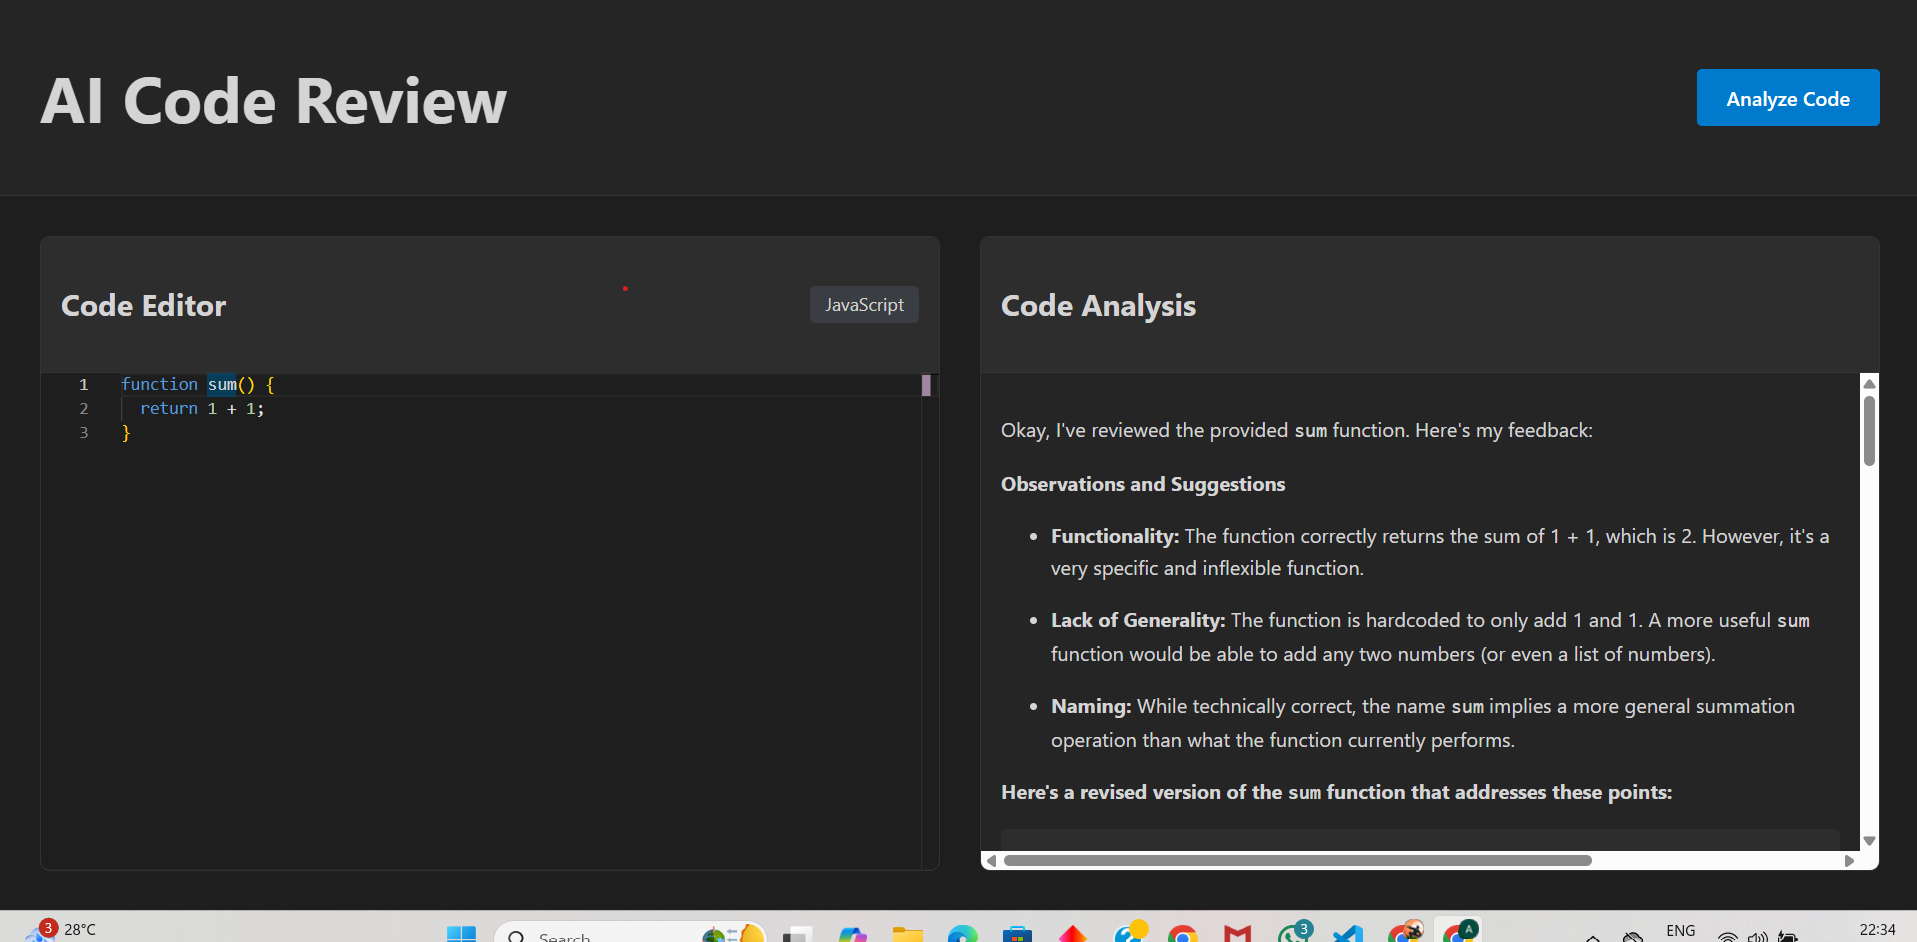 AI Code Review
Analyze Code
Code Editor
JavaScript
1 function sum() {
2 return 1 + 1;
3 }
Code Analysis
Okay, I've reviewed the provided sum function. Here's my feedback:
Observations and Suggestions
• Functionality: The function correctly returns the sum of 1 + 1, which is 2. However, it's a
very specific and inflexible function.
• Lack of Generality: The function is hardcoded to only add 1 and 1. A more useful sum
function would be able to add any two numbers (or even a list of numbers).
• Naming: While technically correct, the name sum implies a more general summation
operation than what the function currently performs.
Here's a revised version of the sum function that addresses these points:
3
28°C
Search
3
A
ENG
22:34